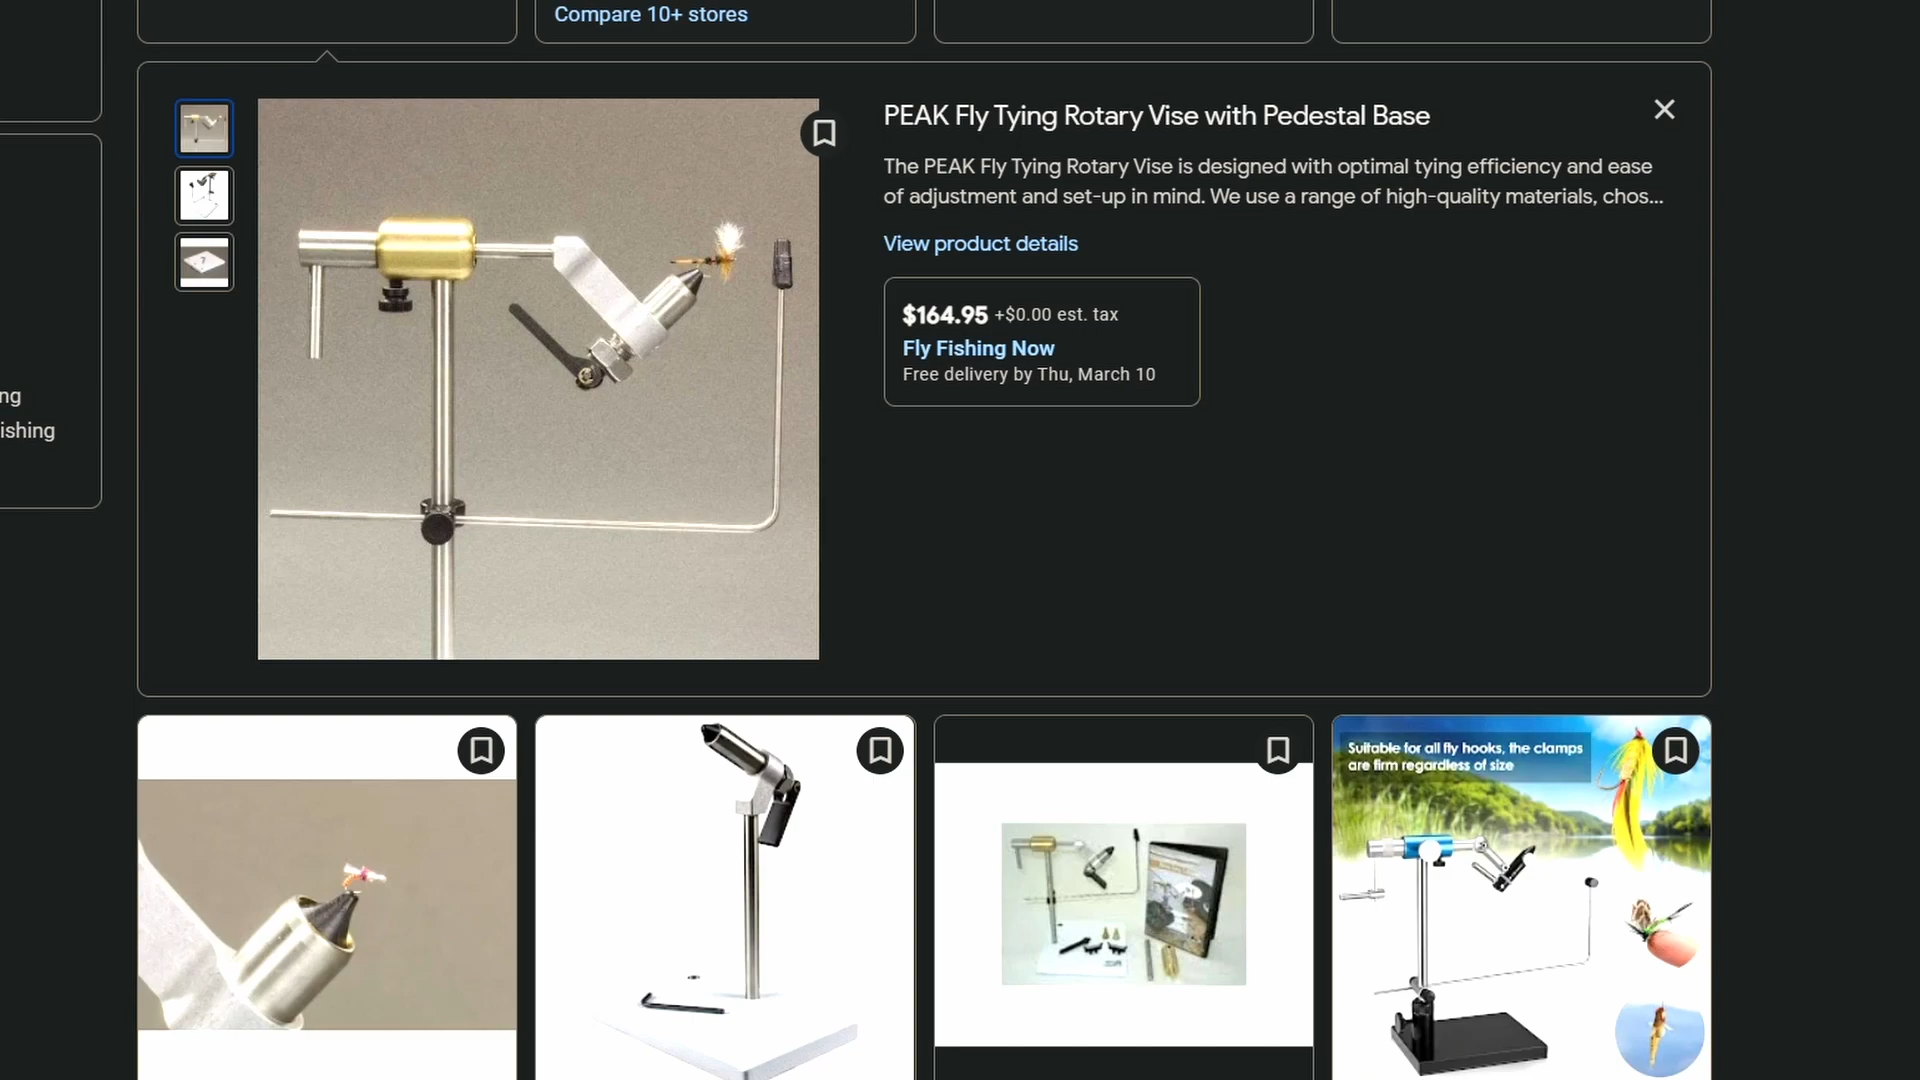 Compare 10+ stores
ng
ishing
PEAK Fly Tying Rotary Vise with Pedestal Base
The PEAK Fly Tying Rotary Vise is designed with optimal tying efficiency and ease
of adjustment and set-up in mind. We use a range of high-quality materials, chos...
View product details
$164.95 +$0.00 est. tax
Fly Fishing Now
Free delivery by Thu, March 10
Suitable for all fly hooks, the clamps
are firm regardless of size